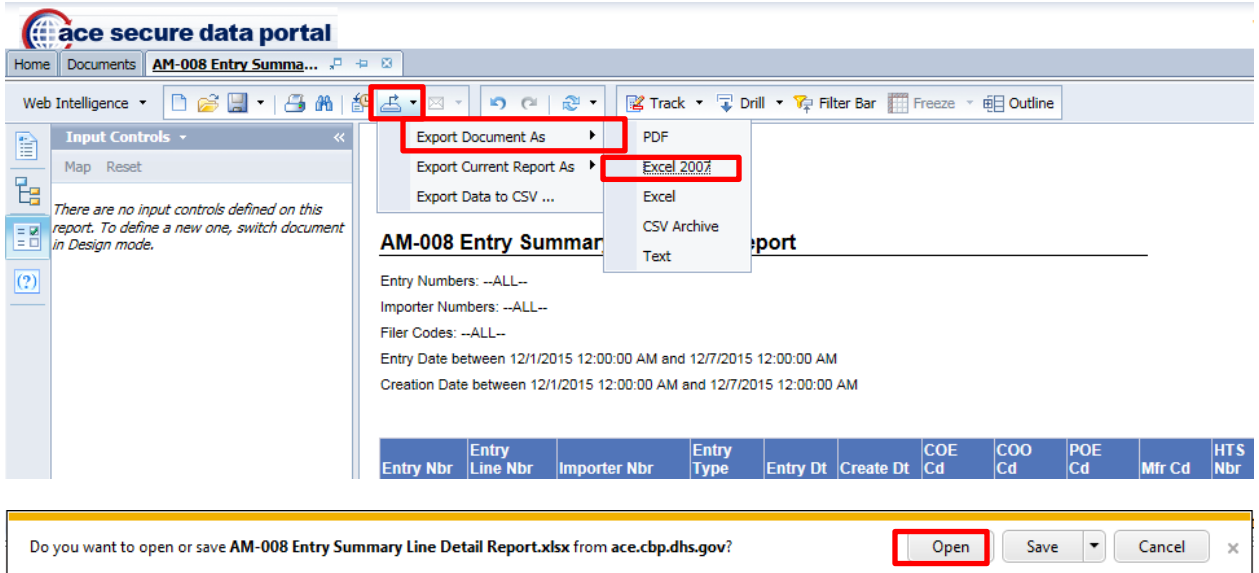 ace secure data portal
Home Documents AM-008 Entry Summa...
Web Intelligence Track Drill Filter Bar Freeze Outline
Input Controls
Map Reset
There are no input controls defined on this
report. To define a new one, switch document
in Design mode.
Export Document As
Export Current Report As
Export Data to CSV ...
PDF
Excel 2007
Excel
CSV Archive
Text
AM-008 Entry Summar port
Entry Numbers: --ALL--
Importer Numbers: --ALL--
Filer Codes: --ALL--
Entry Date between 12/1/2015 12:00:00 AM and 12/7/2015 12:00:00 AM
Creation Date between 12/1/2015 12:00:00 AM and 12/7/2015 12:00:00 AM
Entry Nbr Entry Line Nbr Importer Nbr Entry Type Entry Dt Create Dt COE Cd COO Cd POE Cd Mfr Cd HTS Nbr
Do you want to open or save AM-008 Entry Summary Line Detail Report.xlsx from ace.cbp.dhs.gov? Open Save Cancel